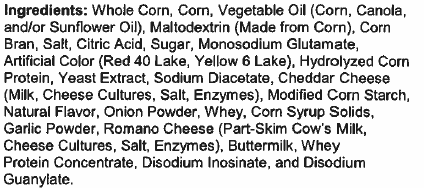 Ingredients: Whole Corn, Corn, Vegetable Oil (Corn, Canola,
and/or Sunflower Oil), Maltodextrin (Made from Corn), Corn
Bran, Salt, Citric Acid, Sugar, Monosodium Glutamate,
Artificial Color (Red 40 Lake, Yellow 6 Lake), Hydrolyzed Corn
Protein, Yeast Extract, Sodium Diacetate, Cheddar Cheese
(Milk, Cheese Cultures, Salt, Enzymes), Modified Corn Starch,
Natural Flavor, Onion Powder, Whey, Corn Syrup Solids,
Garlic Powder, Romano Cheese (Part-Skim Cow's Milk,
Cheese Cultures, Salt, Enzymes), Buttermilk, Whey
Protein Concentrate, Disodium Inosinate, and Disodium
Guanylate.